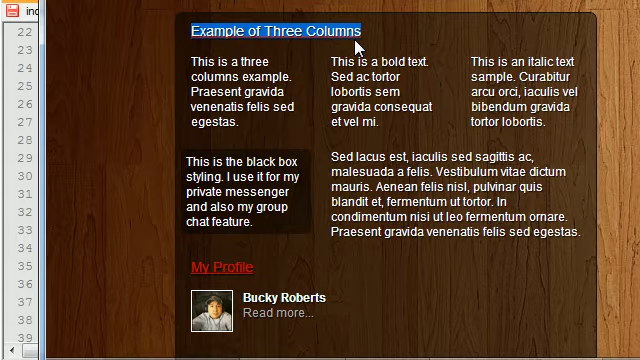 inc
22
23
24
25
26
27
28
29
30
31
32
33
34
35
36
37
38
39
Example of Three Columns
This is a three
columns example.
Praesent gravida
venenatis felis sed
egestas.
This is a bold text.
Sed ac tortor
lobortis sem
gravida consequat
et vel mi.
This is an italic text
sample. Curabitur
arcu orci, iaculis vel
bibendum gravida
tortor lobortis.
This is the black box
styling. I use it for my
private messenger
and also my group
chat feature.
Sed lacus est, iaculis sed sagittis ac,
malesuada a felis. Vestibulum vitae dictum
mauris. Aenean felis nisl, pulvinar quis
blandit et, fermentum ut tortor. In
condimentum nisi ut leo fermentum ornare.
Praesent gravida venenatis felis sed egestas.
My Profile
Bucky Roberts
Read more...